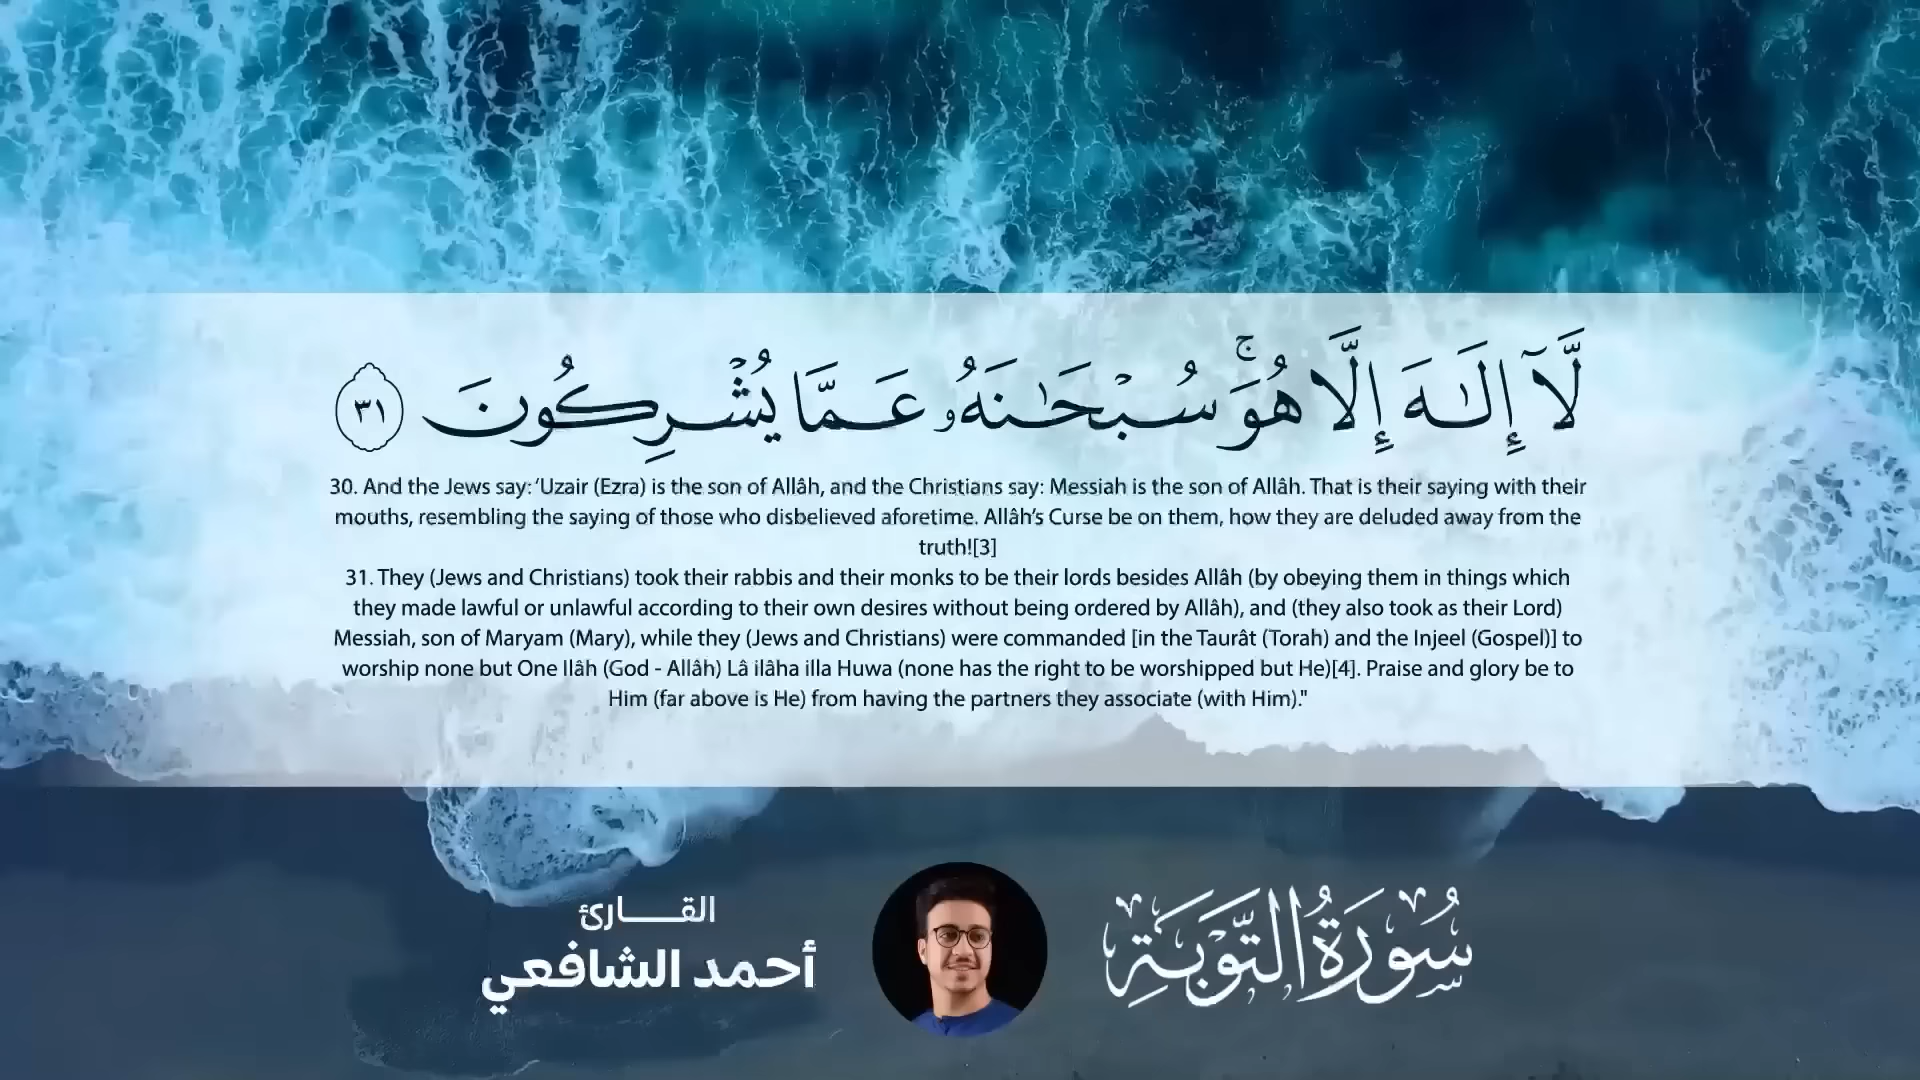 لَّآ إِلَـٰهَ إِلَّا هُوَ ۚ سُبْحَـٰنَهُۥ عَمَّا يُشْرِكُونَ ٣١
30. And the Jews say: ‘Uzair (Ezra) is the son of Allâh, and the Christians say: Messiah is the son of Allâh. That is their saying with their
mouths, resembling the saying of those who disbelieved aforetime. Allâh’s Curse be on them, how they are deluded away from the
truth![3]
31. They (Jews and Christians) took their rabbis and their monks to be their lords besides Allâh (by obeying them in things which
they made lawful or unlawful according to their own desires without being ordered by Allâh), and (they also took as their Lord)
Messiah, son of Maryam (Mary), while they (Jews and Christians) were commanded [in the Taurât (Torah) and the Injeel (Gospel)] to
worship none but One Ilâh (God - Allâh) Lâ ilâha illa Huwa (none has the right to be worshipped but He)[4]. Praise and glory be to
Him (far above is He) from having the partners they associate (with Him)."
سُورَةُ التَّوْبَةِ
القـــارئ
أحمد الشافعي